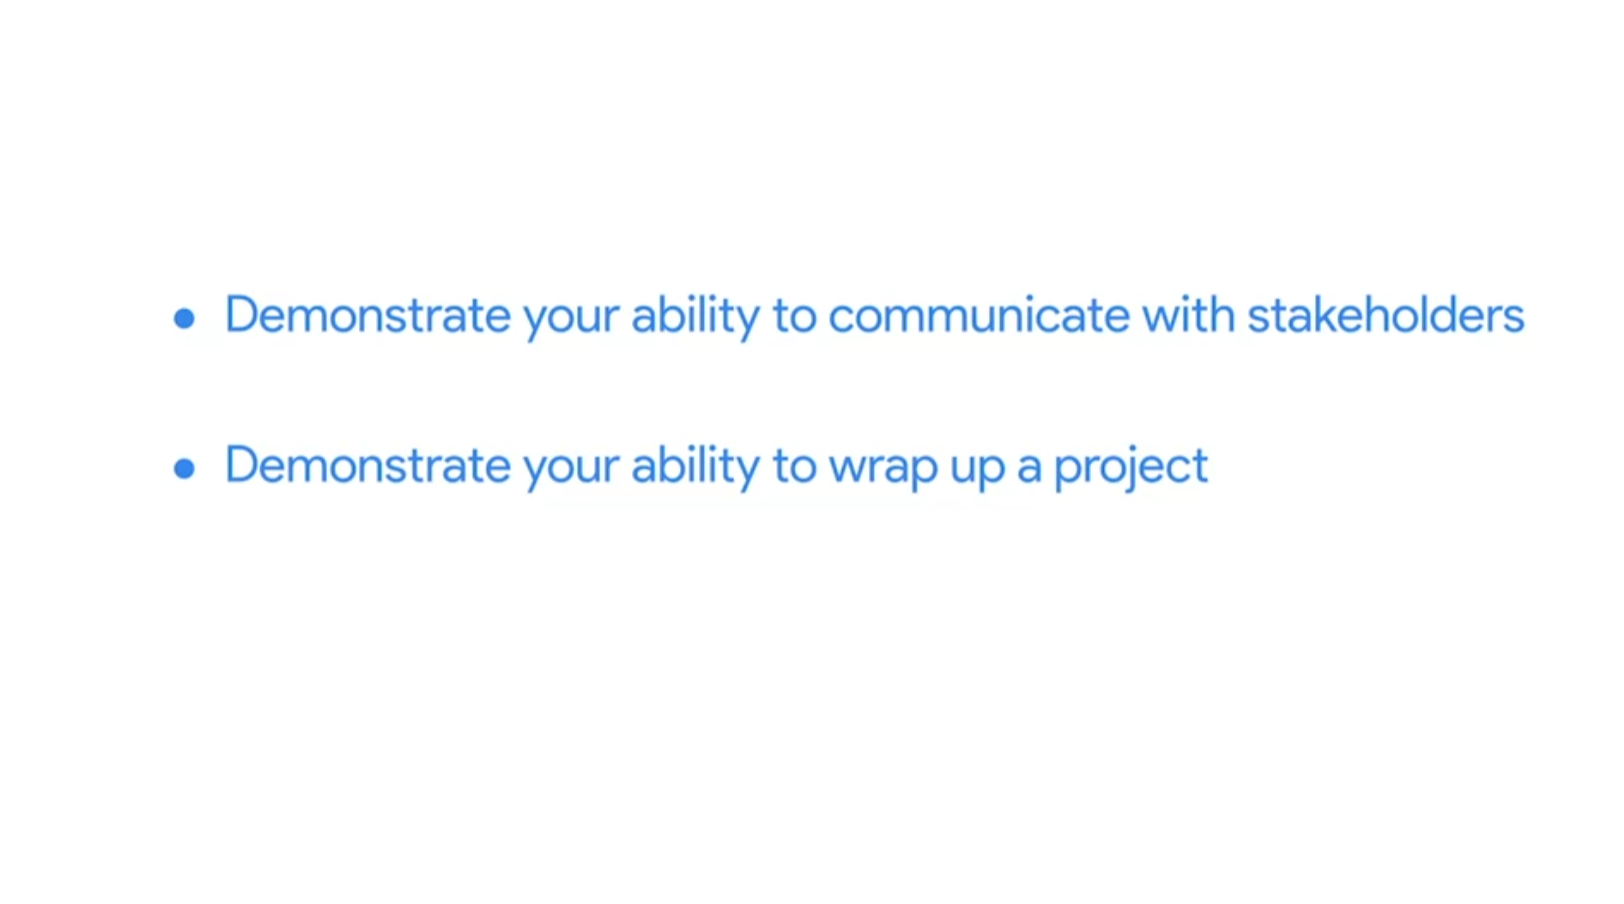 • Demonstrate your ability to communicate with stakeholders
• Demonstrate your ability to wrap up a project